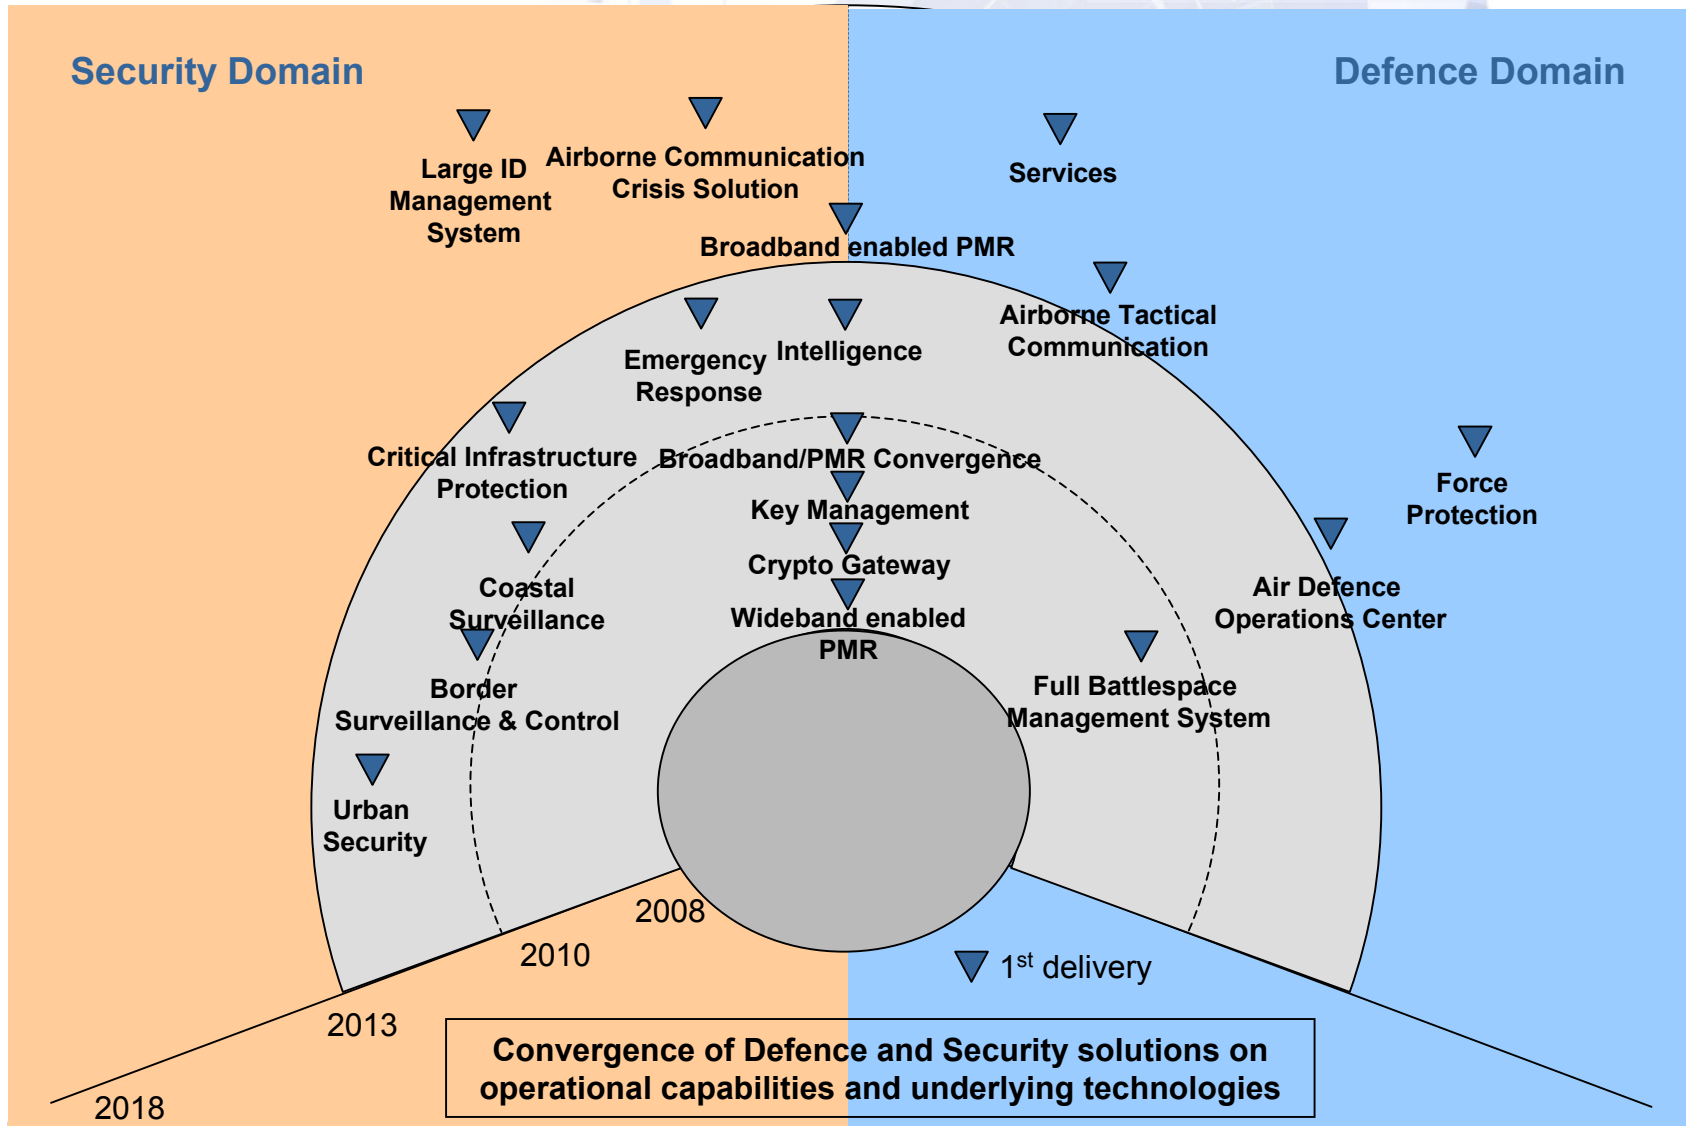 Security Domain
Defence Domain
Large ID
Management
System
Airborne Communication
Crisis Solution
Services
Broadband enabled PMR
Airborne Tactical
Communication
Emergency
Response
Intelligence
Critical Infrastructure
Protection
Broadband/PMR Convergence
Key Management
Crypto Gateway
Wideband enabled
PMR
Force
Protection
Coastal
Surveillance
Air Defence
Operations Center
Border
Surveillance & Control
Full Battlespace
Management System
Urban
Security
2008
2010
2013
2018
1st delivery
Convergence of Defence and Security solutions on
operational capabilities and underlying technologies